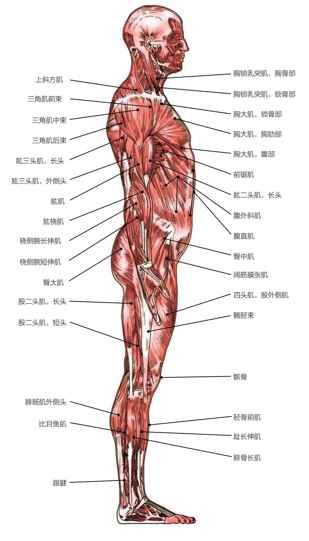 上斜方肌
三角肌前束
三角肌中束
三角肌后束
肱三头肌，长头
肱三头肌，外侧头
肱肌
肱桡肌
桡侧腕长伸肌
桡侧腕短伸肌
臀大肌
股二头肌，长头
股二头肌，短头
腓肠肌外侧头
比目鱼肌
跟腱
胸锁乳突肌，胸骨部
胸锁乳突肌，锁骨部
胸大肌，锁骨部
胸大肌，胸肋部
胸大肌，腹部
前锯肌
肱二头肌，长头
腹外斜肌
腹直肌
臀中肌
阔筋膜张肌
四头肌，股外侧肌
髂胫束
髌骨
胫骨前肌
趾长伸肌
腓骨长肌